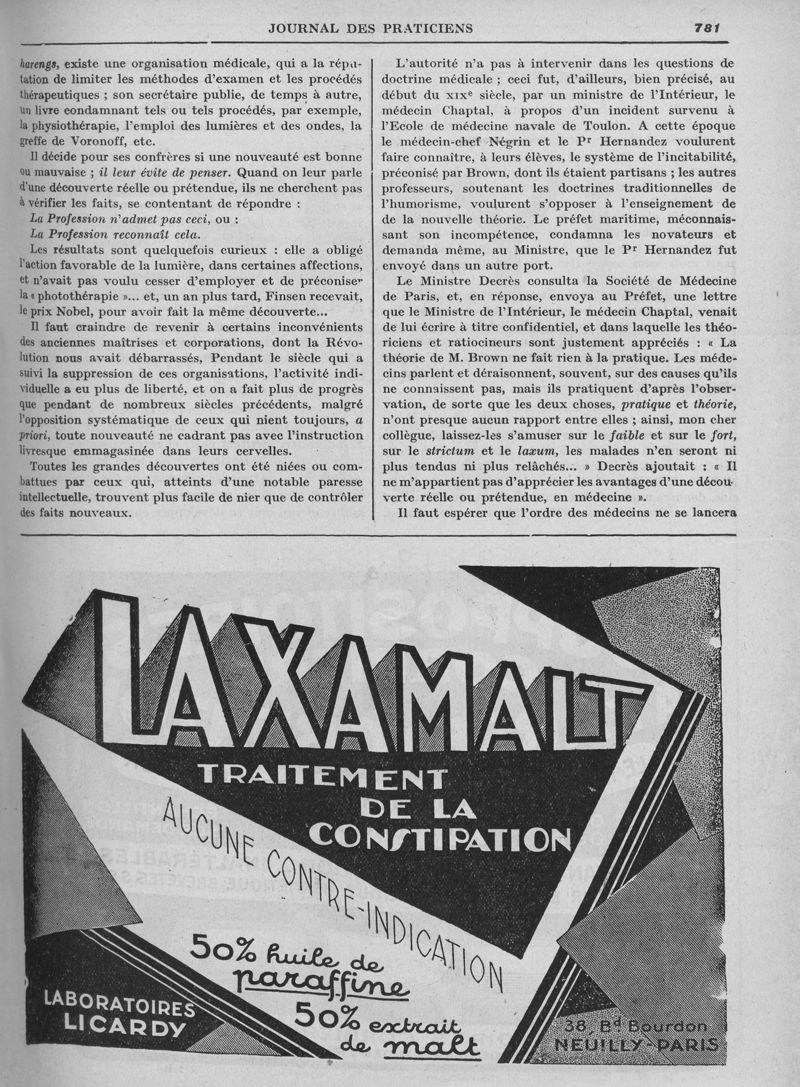 JOURNAL DES PRATICIENS 781
harengs, existe une organisation médicale, qui a la répu-
tation de limiter les méthodes d'examen et les procédés
thérapeutiques ; son secrétaire publie, de temps à autre,
un livre condamnant tels ou tels procédés, par exemple,
la physiothérapie, l'emploi des lumières et des ondes, la
greffe de Voronoff, etc.
Il décide pour ses confrères si une nouveauté est bonne
ou mauvaise ; il leur évite de penser. Quand on leur parle
d'une découverte réelle ou prétendue, ils ne cherchent pas
à vérifier les faits, se contentant de répondre :
La Profession n'admet pas ceci, ou :
La Profession reconnaît cela.
Les résultats sont quelquefois curieux : elle a obligé
l'action favorable de la lumière, dans certaines affections,
et n'avait pas voulu cesser d'employer et de préconiser
la « photothérapie »... et, un an plus tard, Finsen recevait,
le prix Nobel, pour avoir fait la même découverte...
Il faut craindre de revenir à certains inconvénients
des anciennes maîtrises et corporations, dont la Révo-
lution nous avait débarrassés, Pendant le siècle qui a
suivi la suppression de ces organisations, l'activité indi-
viduelle a eu plus de liberté, et on a fait plus de progrès
que pendant de nombreux siècles précédents, malgré
l'opposition systématique de ceux qui nient toujours, a
priori, toute nouveauté ne cadrant pas avec l'instruction
livresque emmagasinée dans leurs cervelles.
Toutes les grandes découvertes ont été niées ou com-
battues par ceux qui, atteints d'une notable paresse
intellectuelle, trouvent plus facile de nier que de contrôler
des faits nouveaux.
L'autorité n'a pas à intervenir dans les questions de
doctrine médicale ; ceci fut, d'ailleurs, bien précisé, au
début du XIXe siècle, par un ministre de l'Intérieur, le
médecin Chaptal, à propos d'un incident survenu à
l'Ecole de médecine navale de Toulon. A cette époque
le médecin-chef Négrin et le Pr Hernandez voulurent
faire connaître, à leurs élèves, le système de l'incitabilité,
préconisé par Brown, dont ils étaient partisans ; les autres
professeurs, soutenant les doctrines traditionnelles de
l'humorisme, voulurent s'opposer à l'enseignement de
de la nouvelle théorie. Le préfet maritime, méconnais-
sant son incompétence, condamna les novateurs et
demanda même, au Ministre, que le Pr Hernandez fut
envoyé dans un autre port.
Le Ministre Decrès consulta la Société de Médecine
de Paris, et, en réponse, envoya au Préfet, une lettre
que le Ministre de l'Intérieur, le médecin Chaptal, venait
de lui écrire à titre confidentiel, et dans laquelle les théo-
riciens et ratiocineurs sont justement appréciés : « La
théorie de M. Brown ne fait rien à la pratique. Les méde-
cins parlent et déraisonnent, souvent, sur des causes qu'ils
ne connaissent pas, mais ils pratiquent d'après l'obser-
vation, de sorte que les deux choses, pratique et théorie,
n'ont presque aucun rapport entre elles ; ainsi, mon cher
collègue, laissez-les s'amuser sur le faible et sur le fort,
sur le strictum et le laxum, les malades n'en seront ni
plus tendus ni plus relâchés... » Decrès ajoutait : « Il
ne m'appartient pas d'apprécier les avantages d'une décou-
verte réelle ou prétendue, en médecine ».
Il faut espérer que l'ordre des médecins ne se lancera
LAXAMALT
TRAITEMENT
DE LA
CONSTIPATION
AUCUNE CONTRE-INDICATION
50% huile de
paraffine
50% extrait
de malt
LABORATOIRES
LICARDY
38, Bd Bourdon
NEUILLY-PARIS